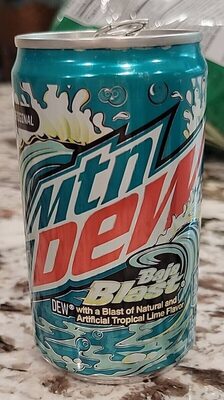 Mtn
Dew
Baja
Blast
DEW® with a Blast of Natural and
Artificial Tropical Lime Flavor